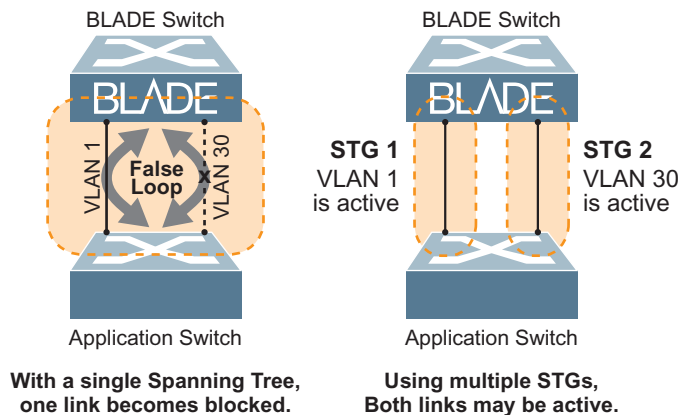 BLADE Switch
BLADE
VLAN 1
False
Loop
x
VLAN 30
Application Switch
With a single Spanning Tree,
one link becomes blocked.
BLADE Switch
BLADE
STG 1
VLAN 1
is active
STG 2
VLAN 30
is active
Application Switch
Using multiple STGs,
Both links may be active.